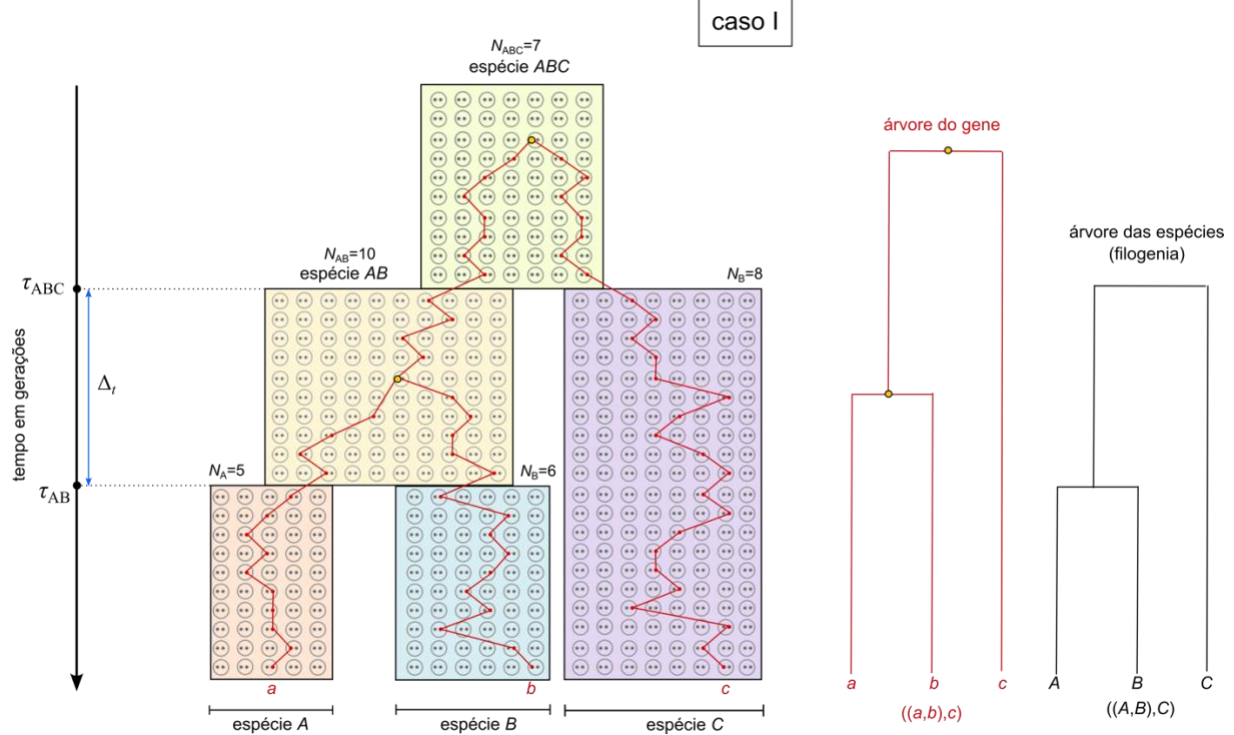 caso I
N_ABC=7
espécie ABC
árvore do gene
árvore das espécies
(filogenia)
N_AB=10
espécie AB
N_B=8
τ_ABC
Δ_t
tempo em gerações
N_A=5
N_B=6
τ_AB
a
b
c
a
b
c
A
B
C
((a,b),c)
((A,B),C)
espécie A
espécie B
espécie C